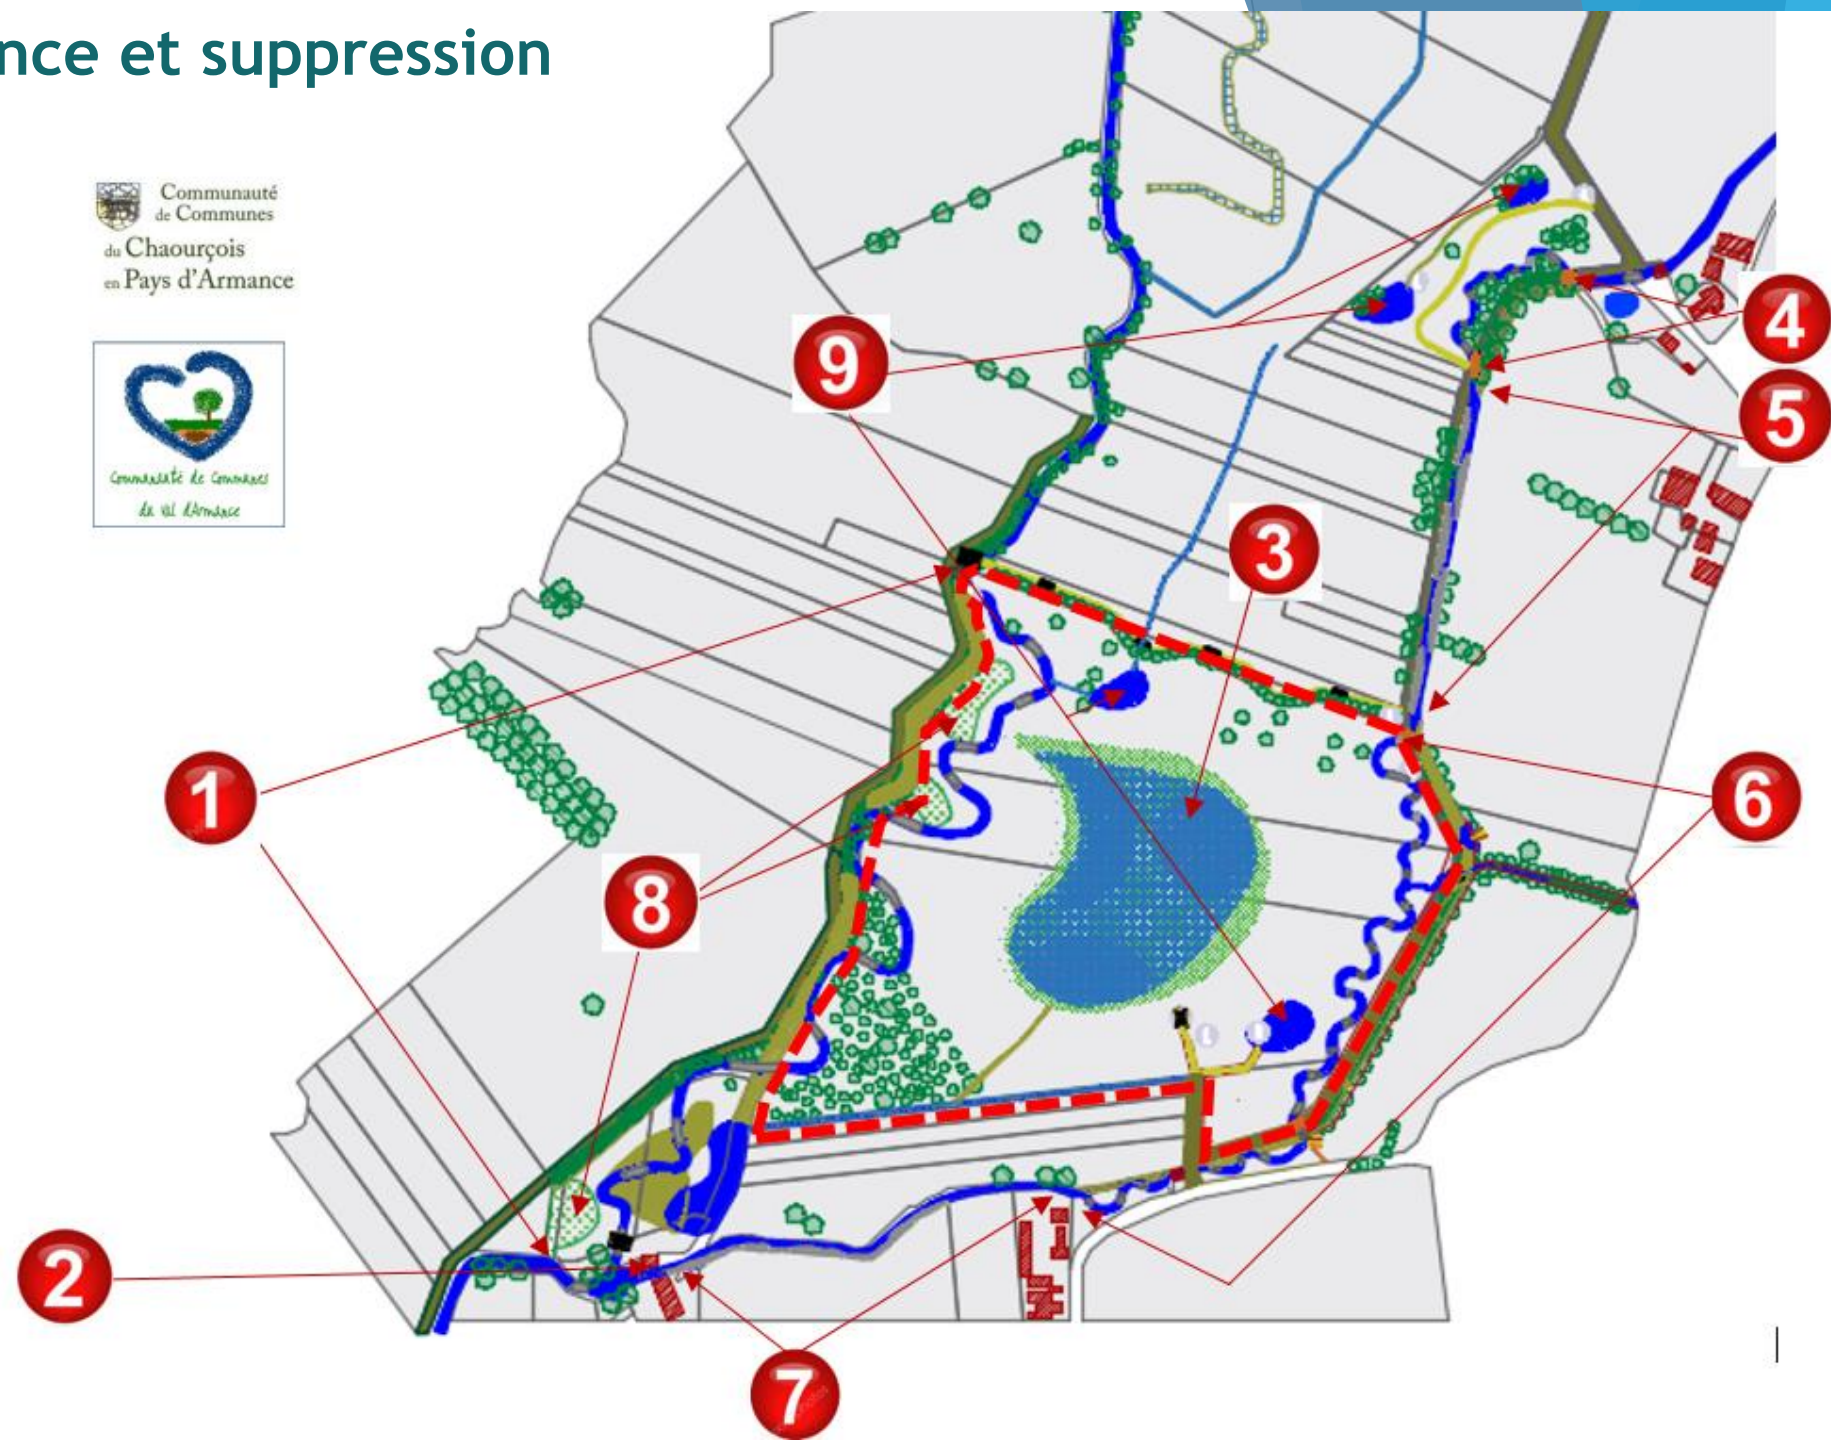 nce et suppression
Communauté
de Communes
du Chaourçois
en Pays d'Armance
Communauté de Communes
du Val d'Armance
9
4
5
3
1
6
8
2
7